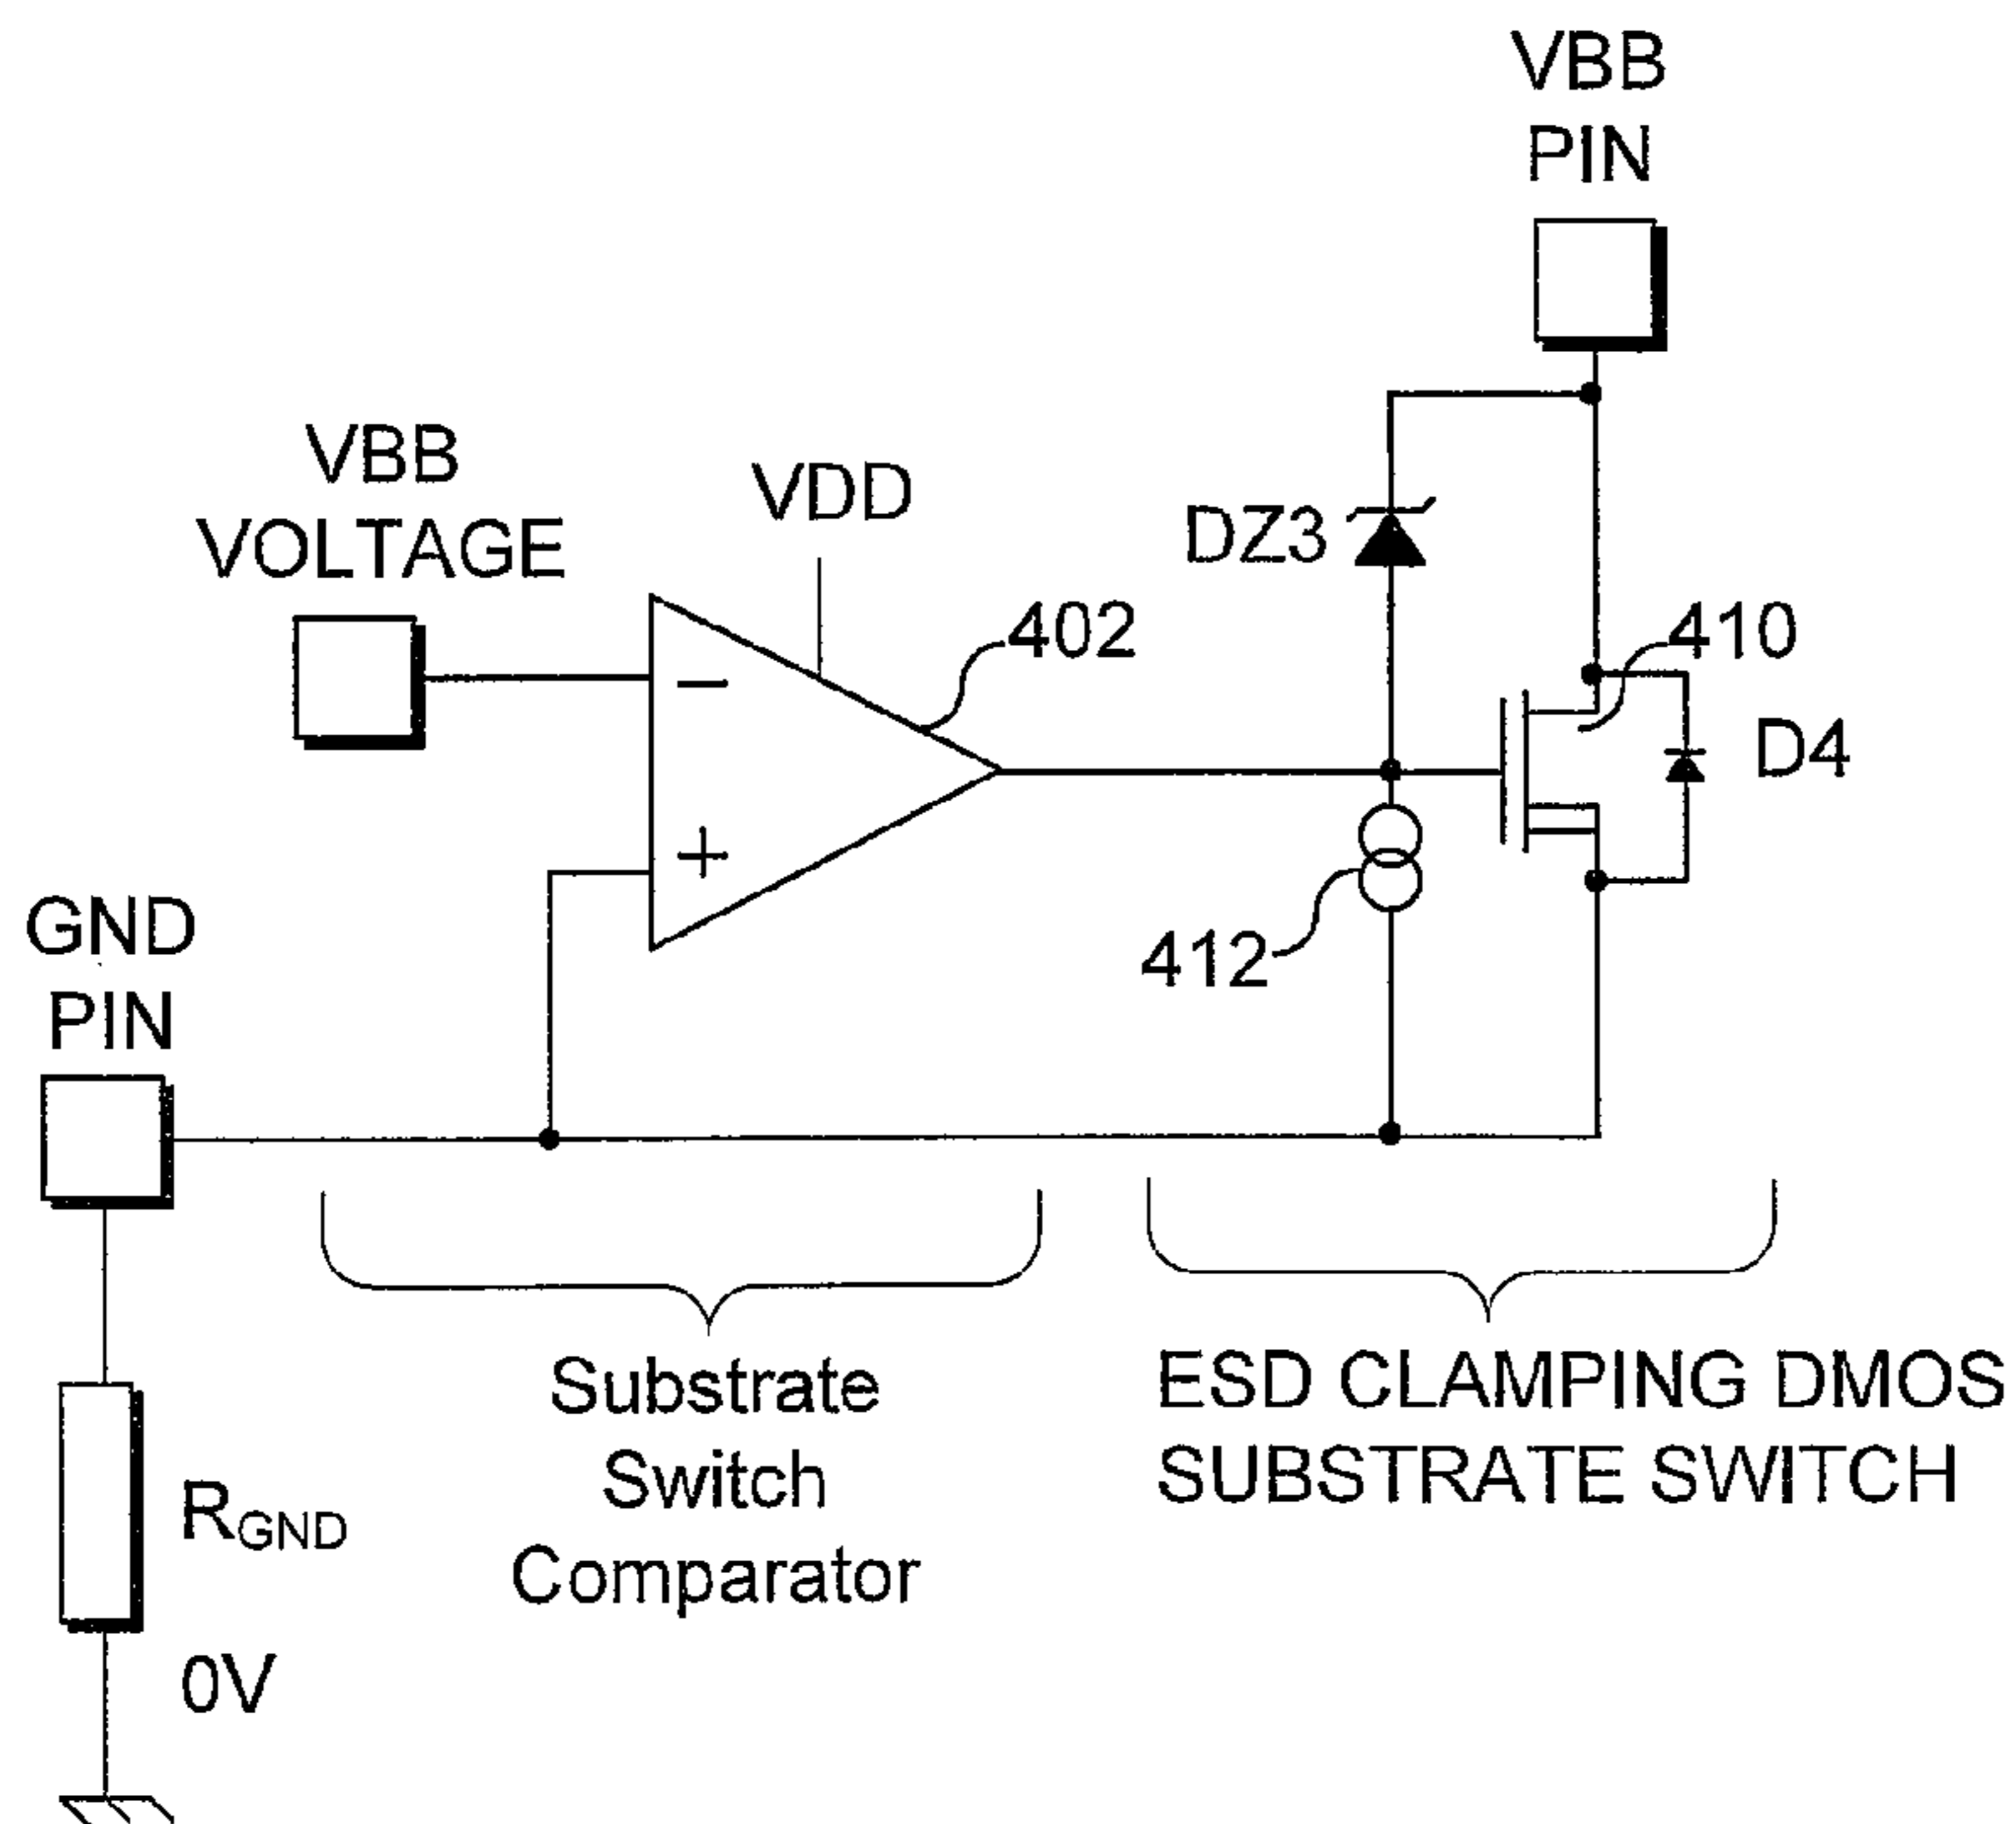 VBB
PIN
VBB
VOLTAGE
VDD
DZ3
402
410
D4
−
+
412
GND
PIN
Substrate
Switch
Comparator
ESD CLAMPING DMOS
SUBSTRATE SWITCH
RGND
0V